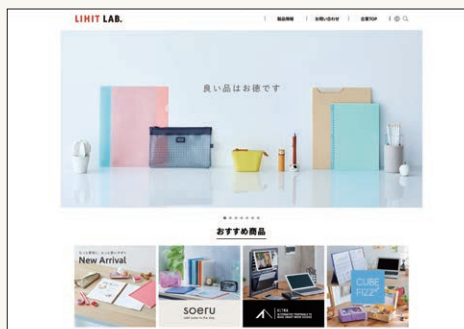 LIHIT LAB.
製品情報
お問い合わせ
企業TOP
良い品はお徳です
おすすめ商品
New Arrival
soeru
ALTNA
CUBE
FIZZ